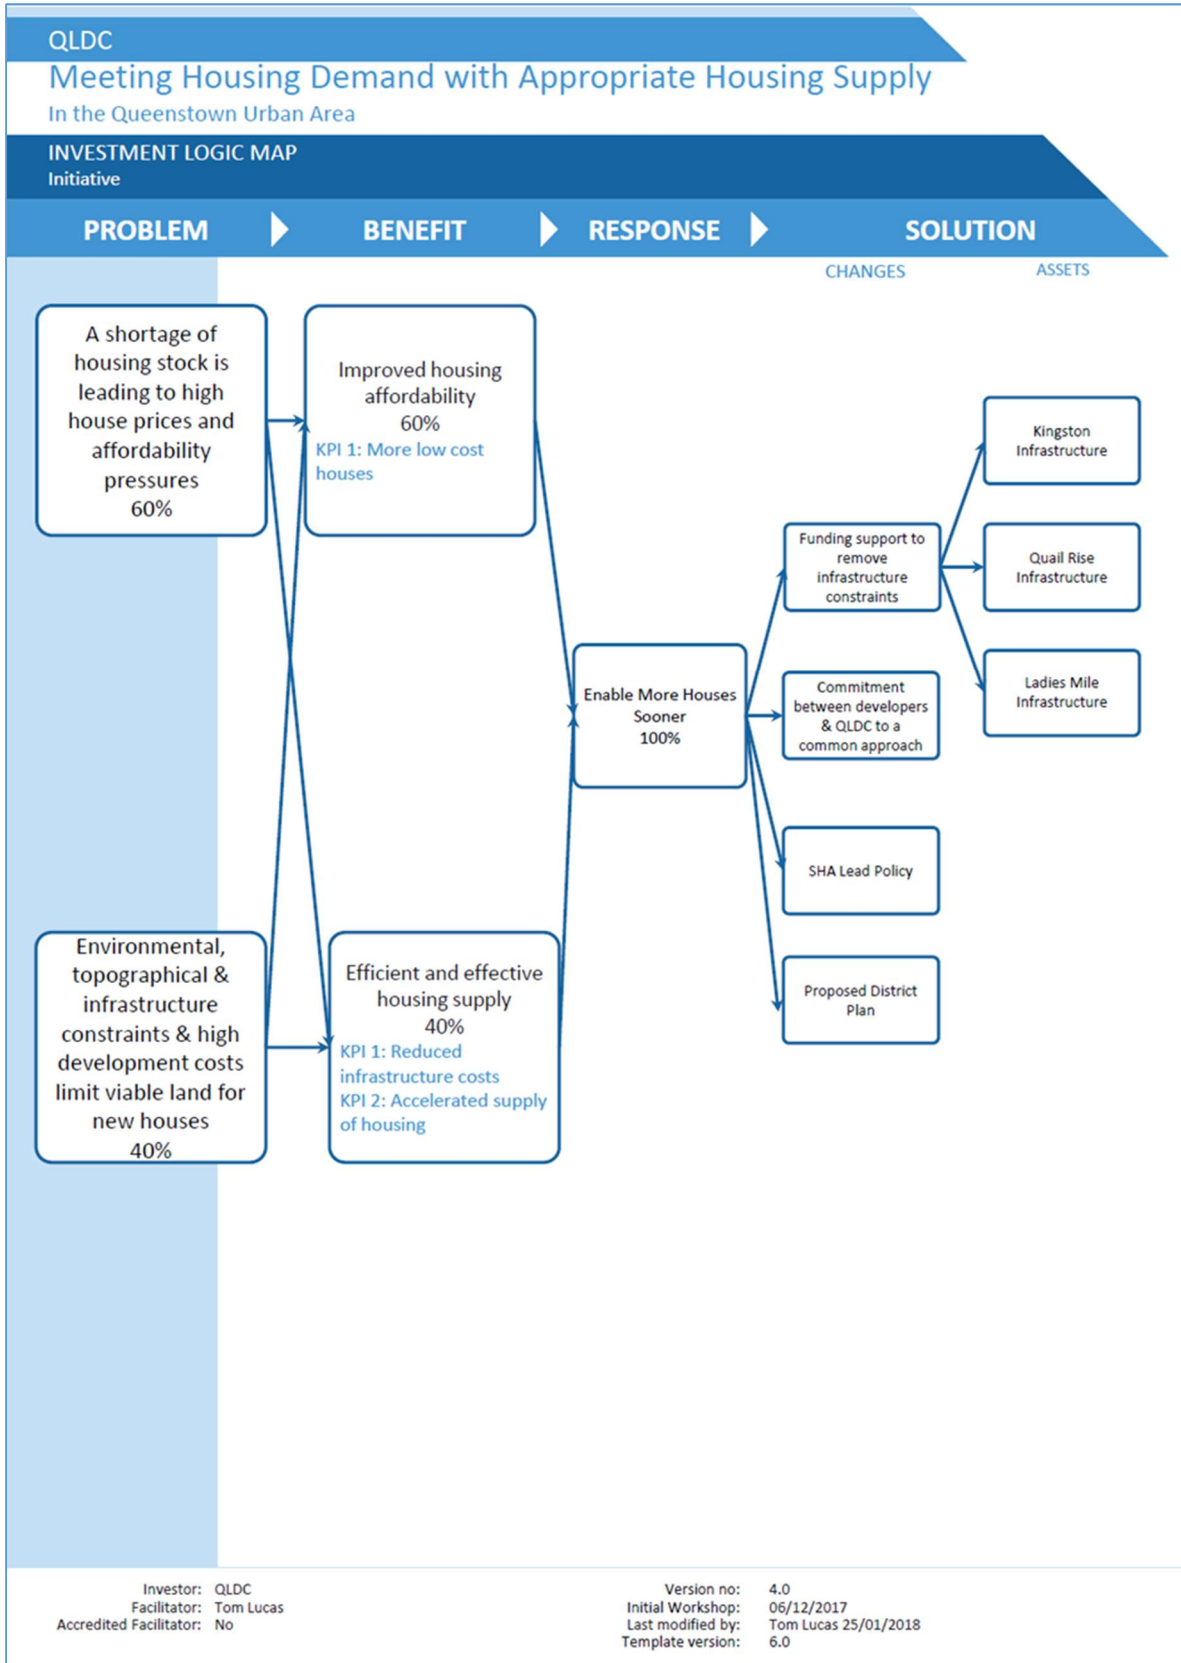 QLDC
Meeting Housing Demand with Appropriate Housing Supply
In the Queenstown Urban Area
INVESTMENT LOGIC MAP
Initiative
PROBLEM
BENEFIT
RESPONSE
SOLUTION
CHANGES
ASSETS
A shortage of
housing stock is
leading to high
house prices and
affordability
pressures
60%
Environmental,
topographical &
infrastructure
constraints & high
development costs
limit viable land for
new houses
40%
Improved housing
affordability
60%
KPI 1: More low cost
houses
Efficient and effective
housing supply
40%
KPI 1: Reduced
infrastructure costs
KPI 2: Accelerated supply
of housing
Enable More Houses
Sooner
100%
Funding support to
remove
infrastructure
constraints
Commitment
between developers
& QLDC to a
common approach
SHA Lead Policy
Proposed District
Plan
Kingston
Infrastructure
Quail Rise
Infrastructure
Ladies Mile
Infrastructure
Investor: QLDC
Facilitator: Tom Lucas
Accredited Facilitator: No
Version no: 4.0
Initial Workshop: 06/12/2017
Last modified by: Tom Lucas 25/01/2018
Template version: 6.0